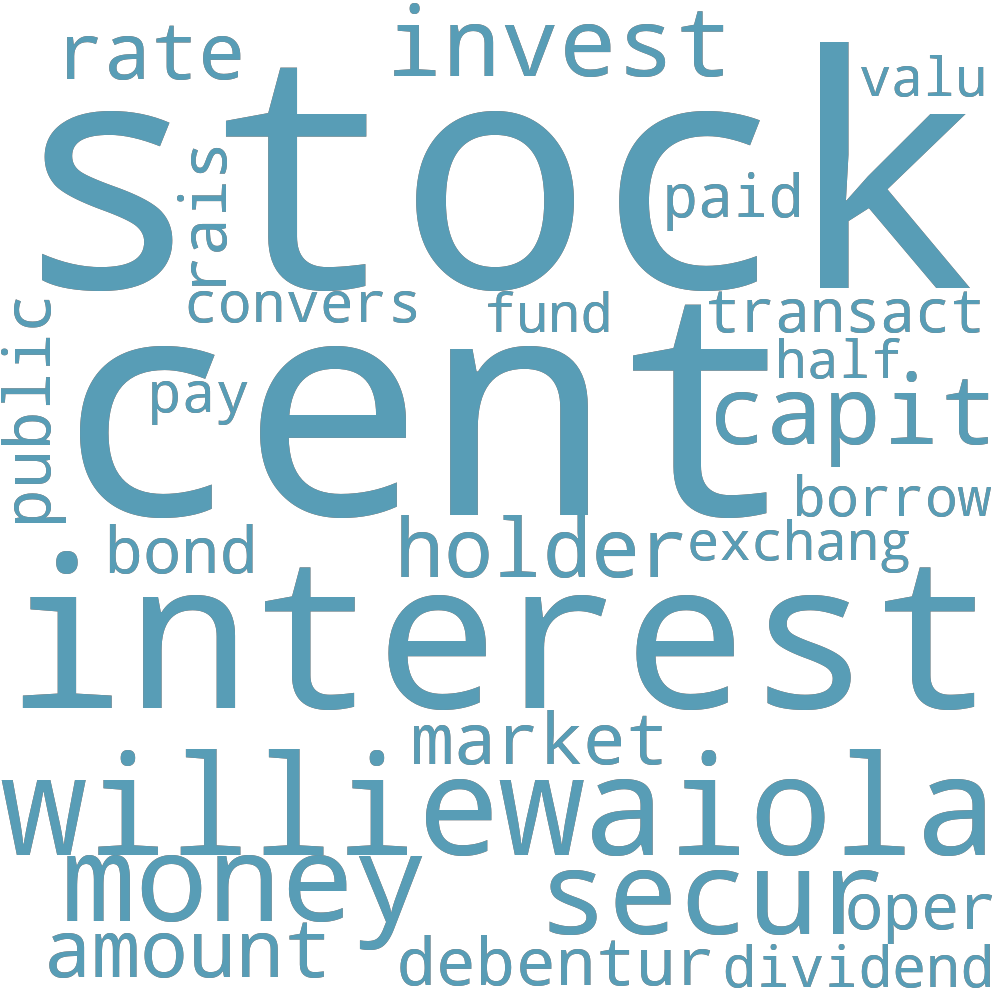 rate
invest
valu
stock
rais
paid
convers
fund
transact
public
cent
pay
half
capit
borrow
bond
holder
exchang
interest
market
williewaiola
money
secur
oper
amount
debentur
dividend